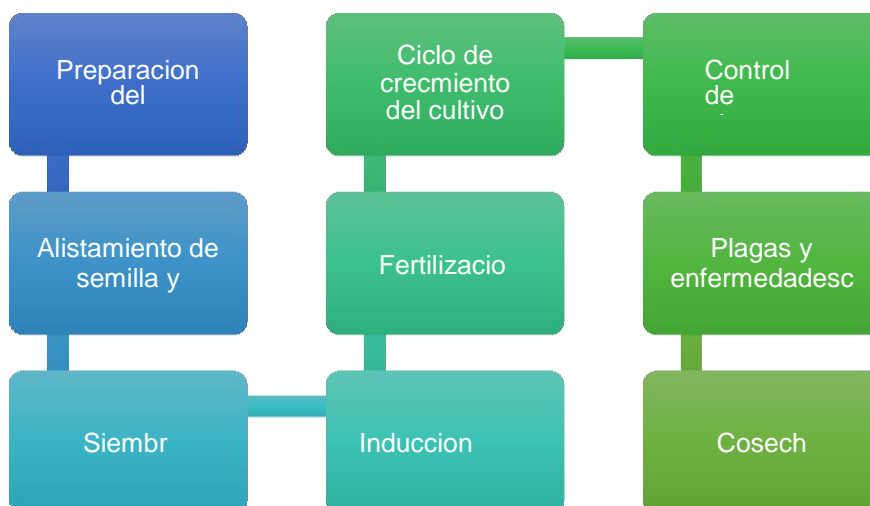 Preparacion
del
Alistamiento de
semilla y
Siembr
Induccion
Fertilizacio
Ciclo de
crecmiento
del cultivo
Control
de
Plagas y
enfermedadesc
Cosech